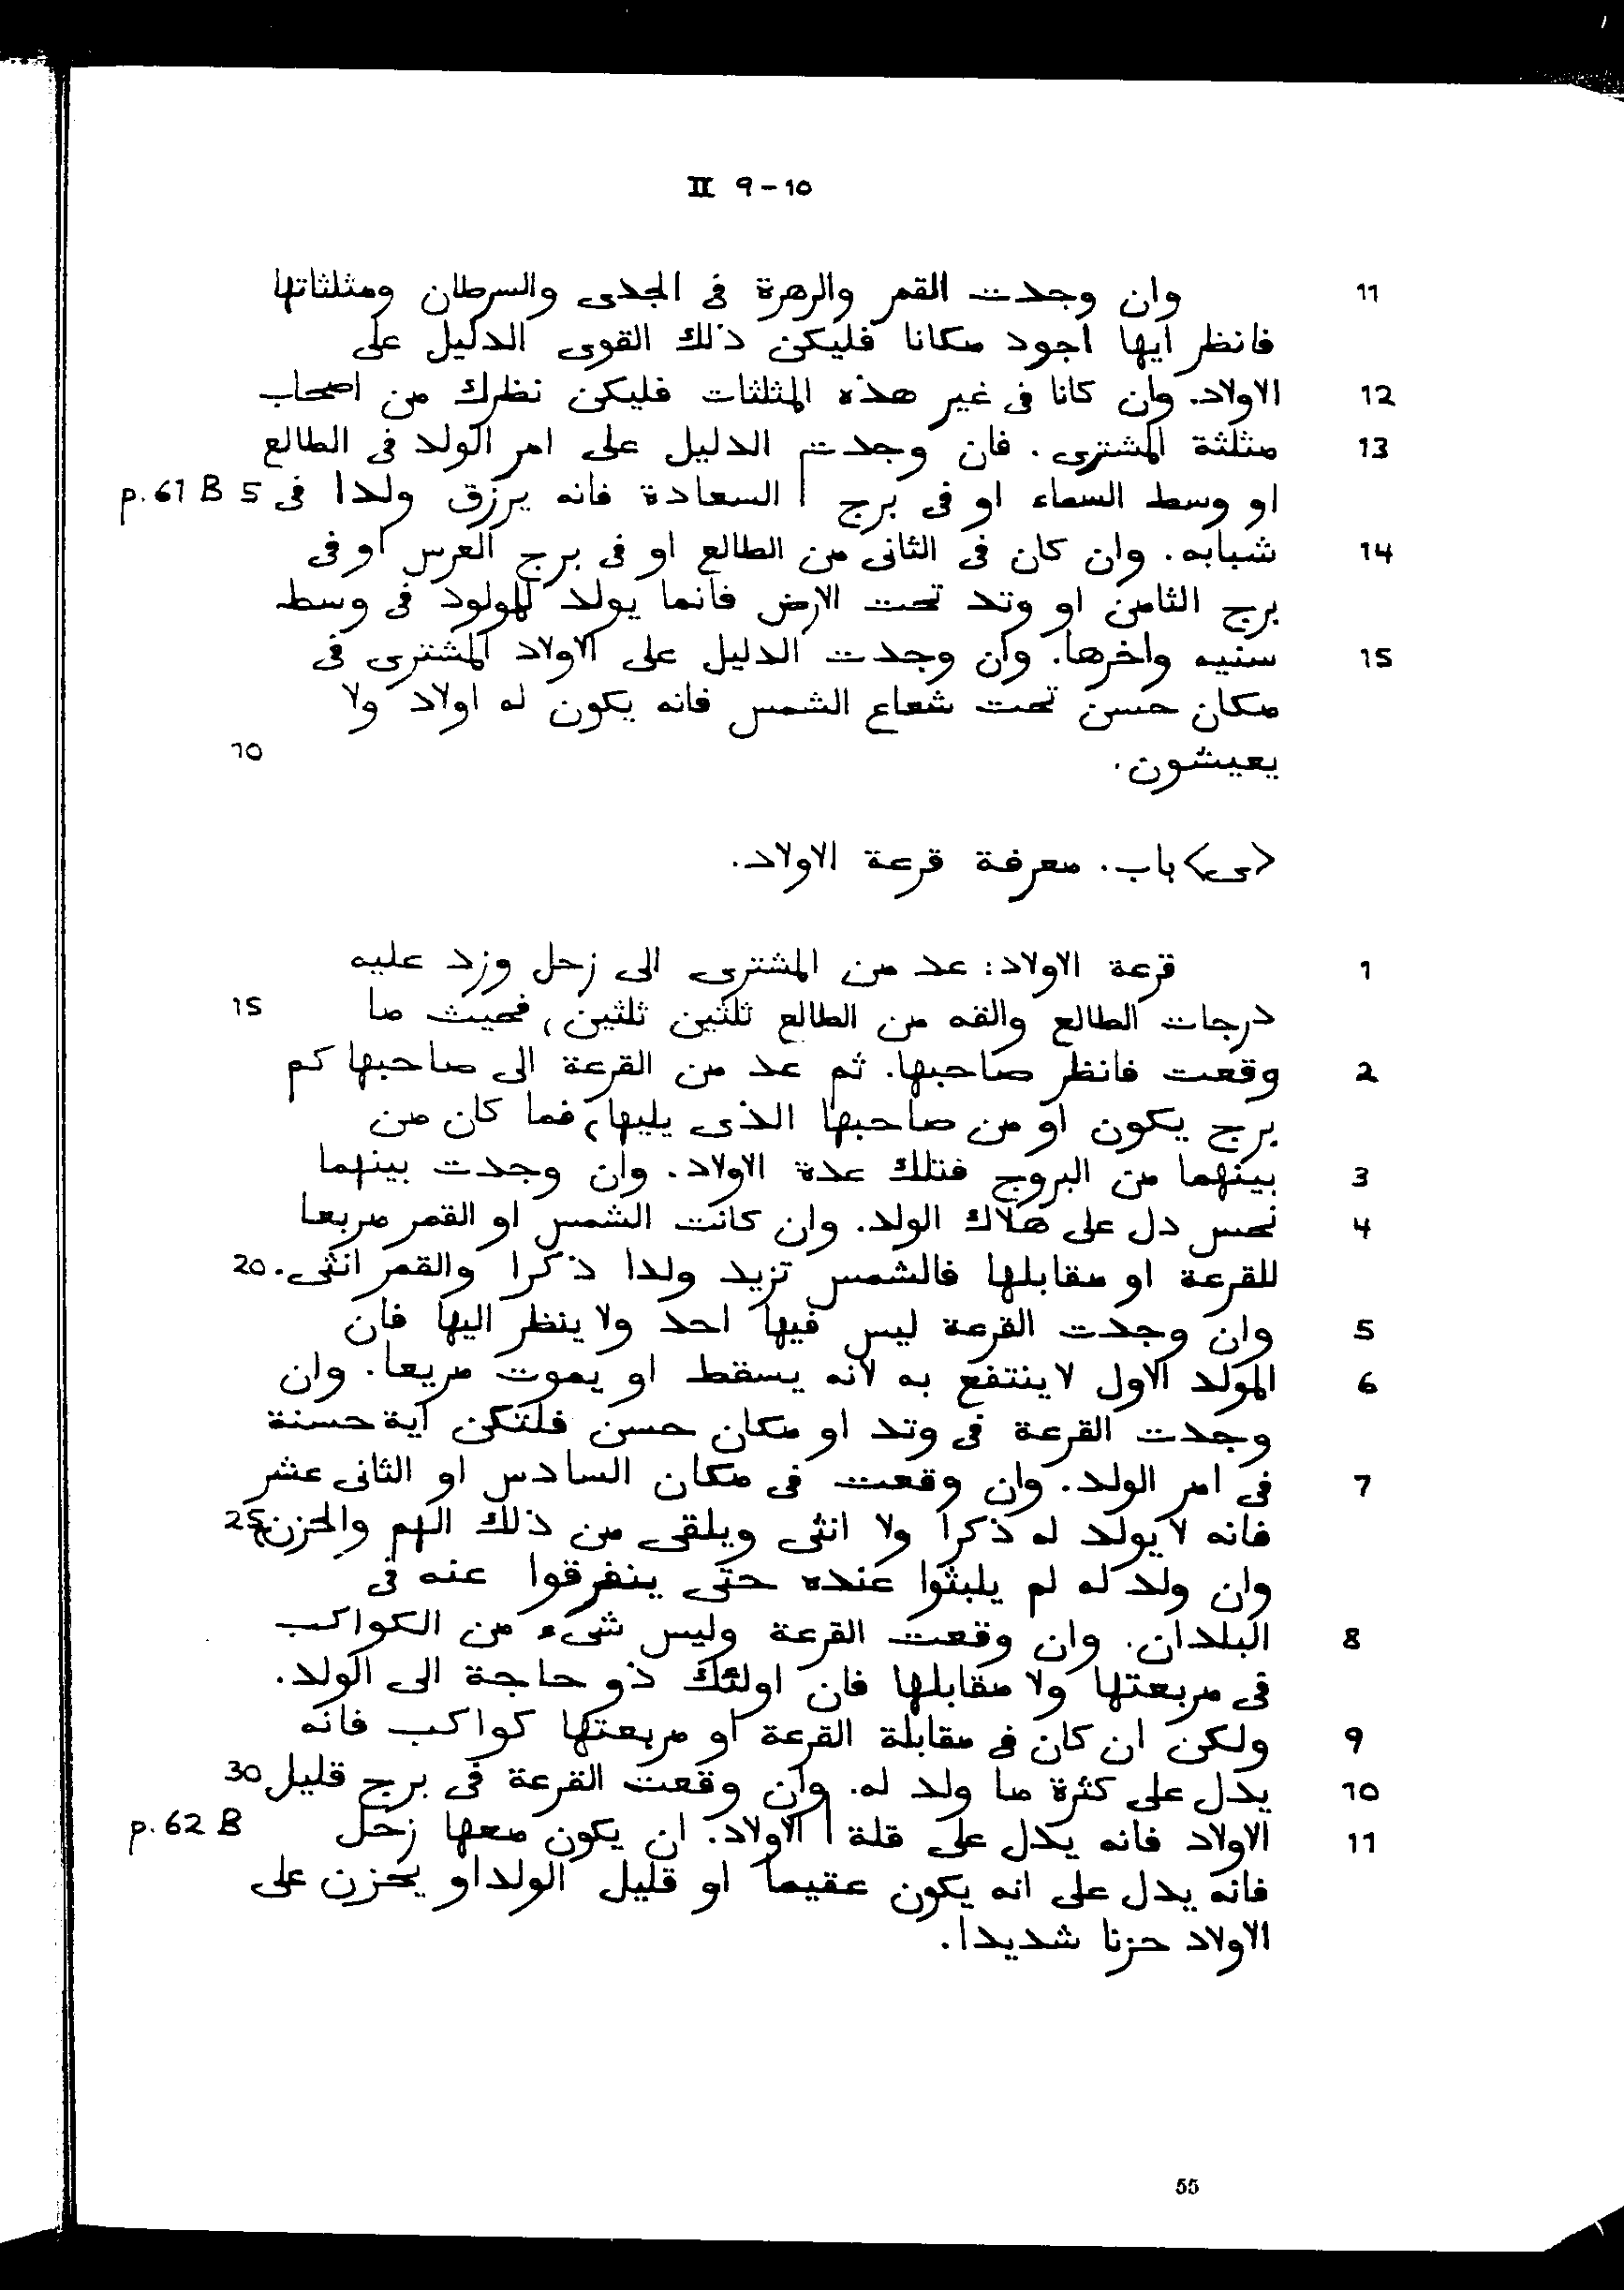 II 9-10
11 وان وجدت القمر والزهرة فى الجدى والسرطان ومثلثاتها
فانظر ايها اجود مكانا فليكن ذلك القوى الدليل على
12 الاولاد. وان كانا فى غير هذه المثلثات فليكن نظرك من اصحاب
13 مثلثة المشترى. فان وجدت الدليل على امر الولد فى الطالع
او وسط السماء او فى برج | السعادة فانه يرزق ولدا فى 5 p. 61 B
14 شبابه. وان كان فى الثانى من الطالع او فى برج العرس او فى
برج الثامن او وتد تحت الارض فانما يولد للمولود فى وسط
15 سنيه واخرها. وان وجدت الدليل على الاولاد المشترى فى
مكان حسن تحت شعاع الشمس فانه يكون له اولاد ولا
يعيشون. 10
<ى> باب. معرفة قرعة الاولاد.
1 قرعة الاولاد: عد من المشترى الى زحل وزد عليه
درجات الطالع والقه من الطالع ثلثين ثلثين، فحيث ما 15
2 وقعت فانظر صاحبها. ثم عد من القرعة الى صاحبها كم
برج يكون او من صاحبها الذى يليها، فما كان من
3 بينهما من البروج فتلك عدة الاولاد. وان وجدت بينهما
4 نحس دل على هلاك الولد. وان كانت الشمس او القمر مربعا
للقرعة او مقابلها فالشمس تزيد ولدا ذكرا والقمر انثى. 20
5 وان وجدت القرعة ليس فيها احد ولا ينظر اليها فان
6 المولد الاول لا ينتفع به لانه يسقط او يموت مريعا. وان
وجدت القرعة فى وتد او مكان حسن فلتكن آية حسنة
7 فى امر الولد. وان وقعت فى مكان السادس او الثانى عشر
فانه لا يولد له ذكرا ولا انثى ويلقى من ذلك الهم والحزن، 25
وان ولد له لم يلبثوا عنده حتى ينفرقوا عنه فى
8 البلدان. وان وقعت القرعة وليس شىء من الكواكب
فى مربعتها ولا مقابلها فان اولئك ذو حاجة الى الولد.
9 ولكن ان كان فى مقابلة القرعة او مربعتها كواكب فانه
10 يدل على كثرة ما ولد له. وان وقعت القرعة فى برج قليل 30
11 الاولاد فانه يدل على قلة | الاولاد. ان يكون معها زحل p. 62 B
فانه يدل على انه يكون عقيما او قليل الولد او يحزن على
الاولاد حزنا شديدا.
55